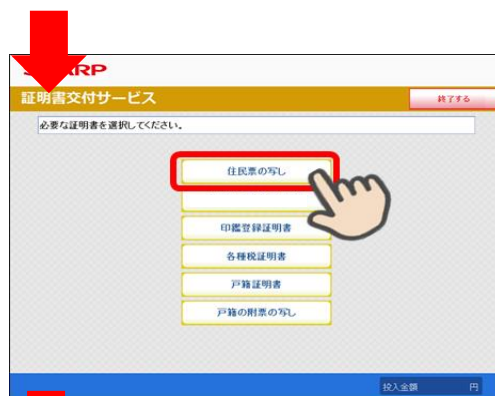 SHARP
証明書交付サービス
終了する
必要な証明書を選択してください。
住民票の写し
印鑑登録証明書
各種税証明書
戸籍証明書
戸籍の附票の写し
投入金額 円